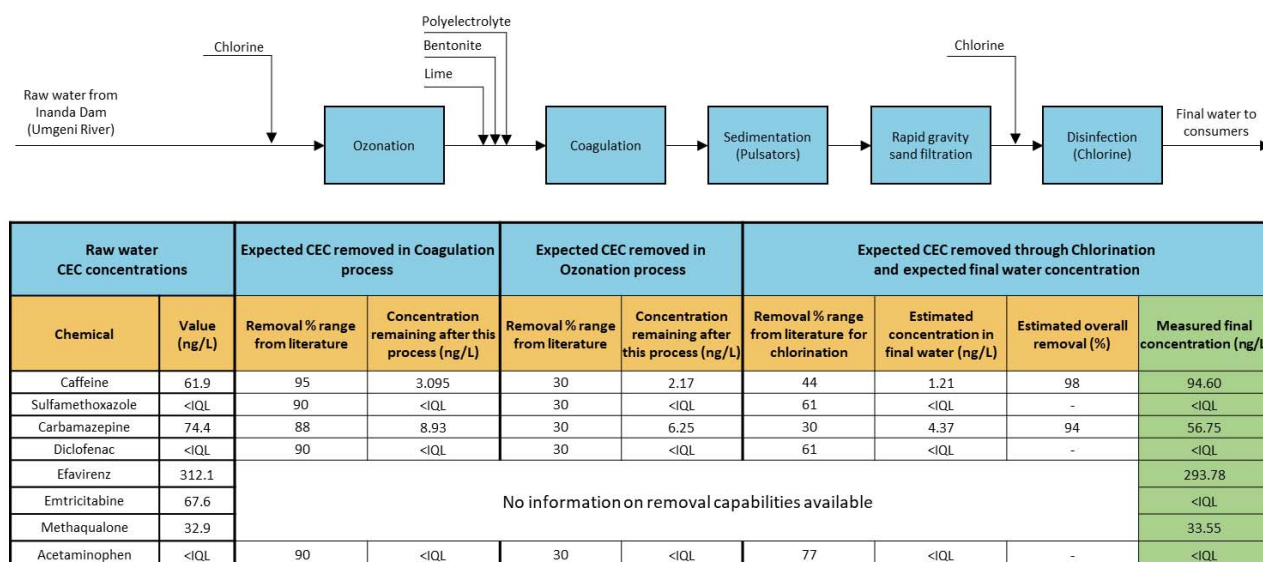 Polyelectrolyte
Chlorine
Bentonite
Chlorine
Lime
Raw water from
Inanda Dam
(Umgeni River)
Ozonation
Coagulation
Sedimentation
(Pulsators)
Rapid gravity
sand filtration
Disinfection
(Chlorine)
Final water to
consumers
Raw water
CEC concentrations
Expected CEC removed in Coagulation
process
Expected CEC removed in
Ozonation process
Expected CEC removed through Chlorination
and expected final water concentration
Chemical
Value
(ng/L)
Removal % range
from literature
Concentration
remaining after this
process (ng/L)
Removal % range
from literature
Concentration
remaining after
this process (ng/L)
Removal % range
from literature for
chlorination
Estimated
concentration in
final water (ng/L)
Estimated overall
removal (%)
Measured final
concentration (ng/L
Caffeine 61.9 95 3.095 30 2.17 44 1.21 98 94.60
Sulfamethoxazole <IQL 90 <IQL 30 <IQL 61 <IQL - <IQL
Carbamazepine 74.4 88 8.93 30 6.25 30 4.37 94 56.75
Diclofenac <IQL 90 <IQL 30 <IQL 61 <IQL - <IQL
Efavirenz 312.1 293.78
Emtricitabine 67.6 No information on removal capabilities available <IQL
Methaqualone 32.9 33.55
Acetaminophen <IQL 90 <IQL 30 <IQL 77 <IQL - <IQL